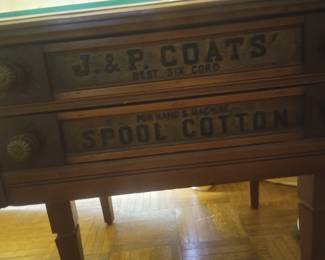 J. & P. COATS'
BEST SIX CORD
FOR HAND & MACHINE
SPOOL COTTON